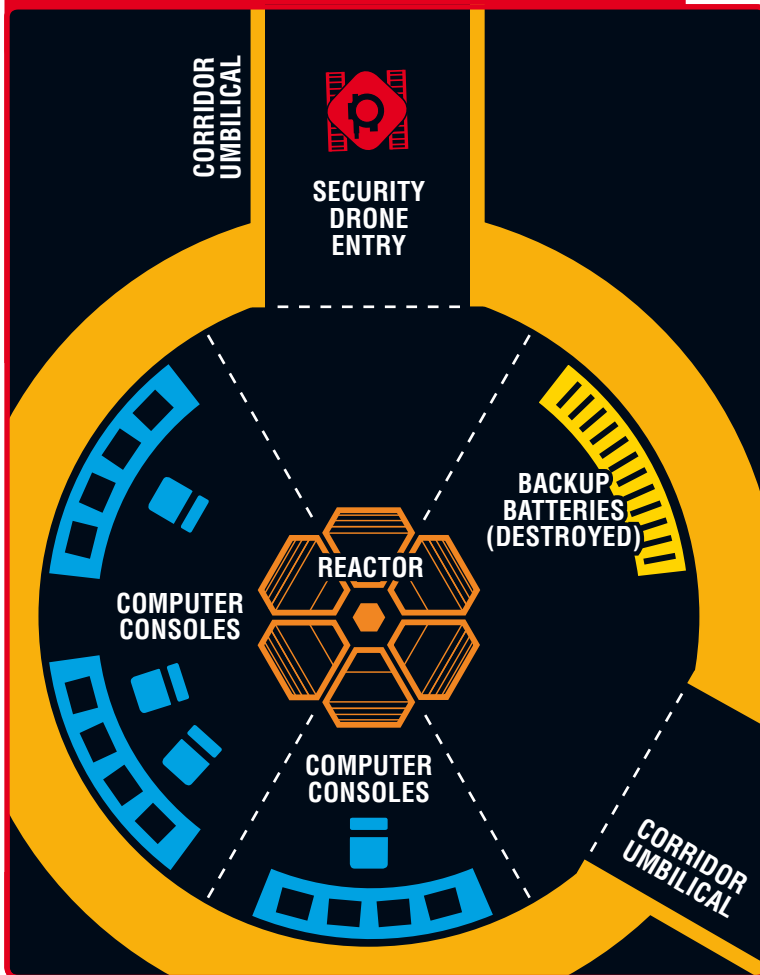 CORRIDOR
UMBILICAL
SECURITY
DRONE
ENTRY
BACKUP
BATTERIES
(DESTROYED)
REACTOR
COMPUTER
CONSOLES
COMPUTER
CONSOLES
CORRIDOR
UMBILICAL